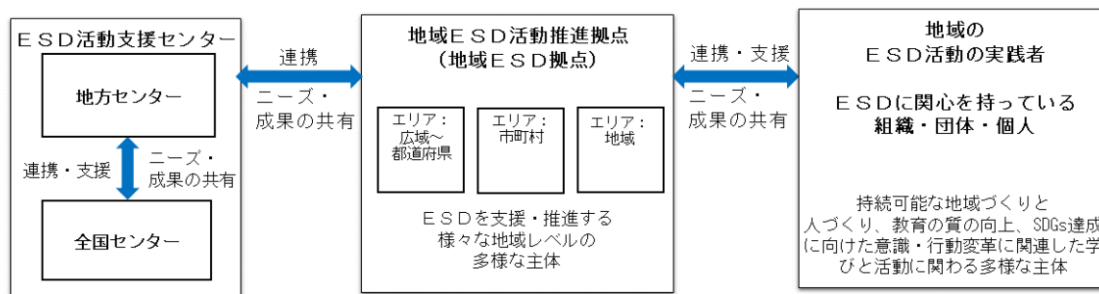 ＥＳＤ活動支援センター
地方センター
連携・支援
ニーズ・
成果の共有
全国センター
連携
ニーズ・
成果の共有
地域ＥＳＤ活動推進拠点
（地域ＥＳＤ拠点）
エリア：
広域～
都道府県
エリア：
市町村
エリア：
地域
ＥＳＤを支援・推進する
様々な地域レベルの
多様な主体
連携・支援
ニーズ・
成果の共有
地域の
ＥＳＤ活動の実践者
ＥＳＤに関心を持っている
組織・団体・個人
持続可能な地域づくりと
人づくり、教育の質の向上、SDGs達成
に向けた意識・行動変革に関連した学
びと活動に関わる多様な主体